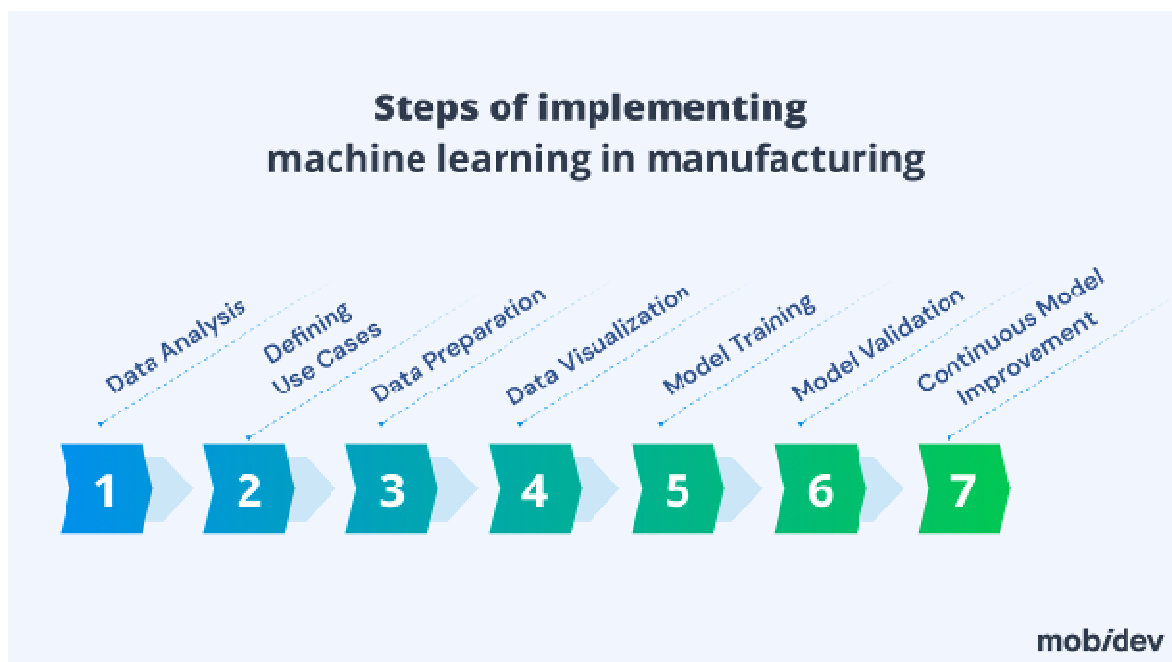 Steps of implementing
machine learning in manufacturing
Data Analysis
Defining
Use Cases
Data Preparation
Data Visualization
Model Training
Model Validation
Continuous Model
Improvement
1
2
3
4
5
6
7
mobidev